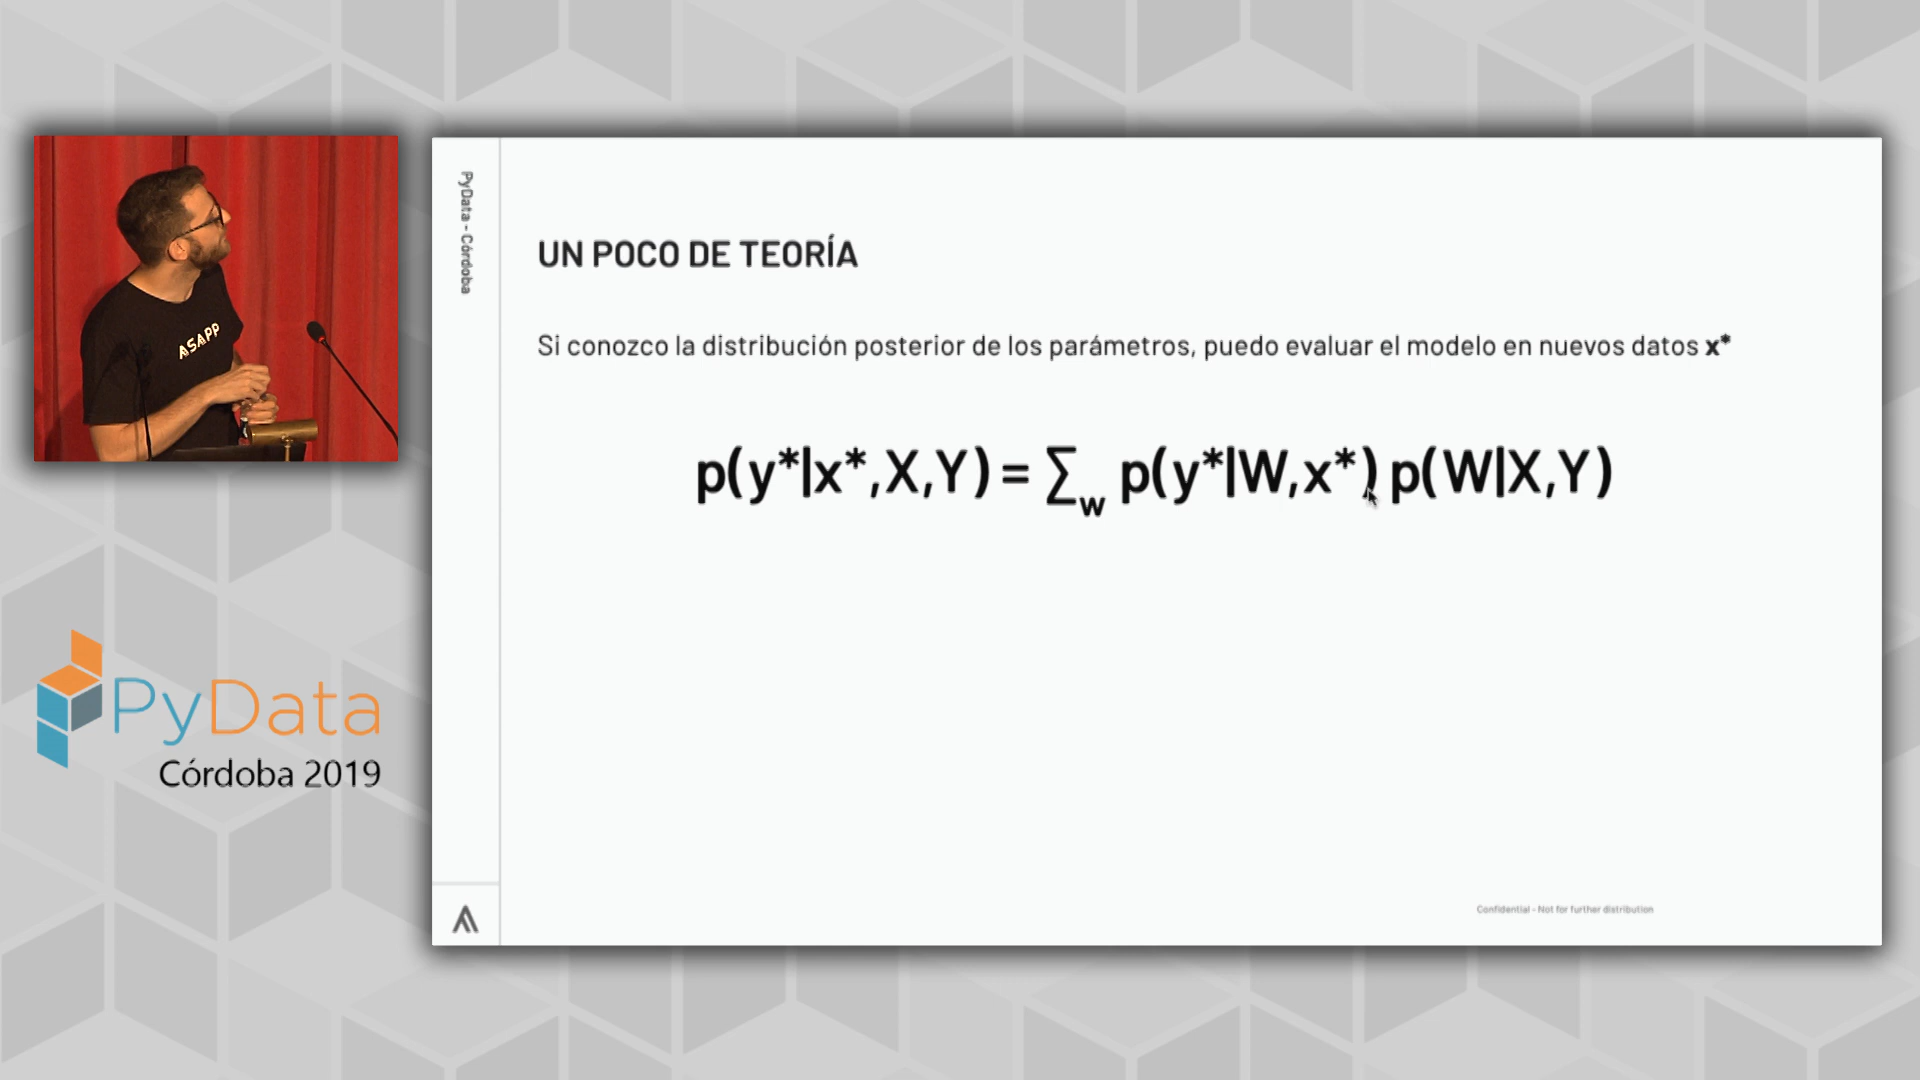 ASAPP
PyData
Córdoba 2019
PyData - Córdoba
UN POCO DE TEORÍA
Si conozco la distribución posterior de los parámetros, puedo evaluar el modelo en nuevos datos x*
p(y*|x*,X,Y) = ∑w p(y*|W,x*) p(W|X,Y)
Confidential - Not for further distribution